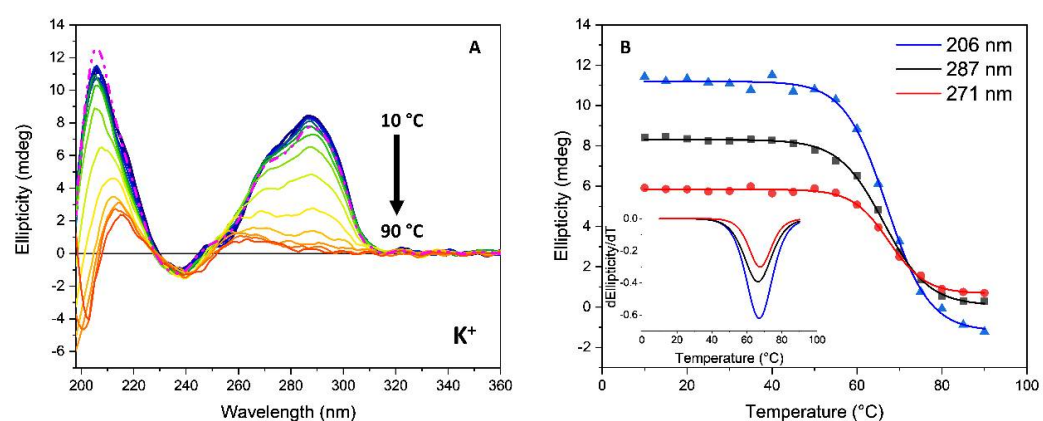 A
14
12
10
8
6
4
2
0
-2
-4
-6
Ellipticity (mdeg)
10 °C
90 °C
K+
200 220 240 260 280 300 320 340 360
Wavelength (nm)
B
206 nm
287 nm
271 nm
14
12
10
8
6
4
2
0
-2
Ellipticity (mdeg)
0.0
-0.2
-0.4
-0.6
dEllipticity/dT
0 20 40 60 80 100
Temperature (°C)
0 20 40 60 80 100
Temperature (°C)